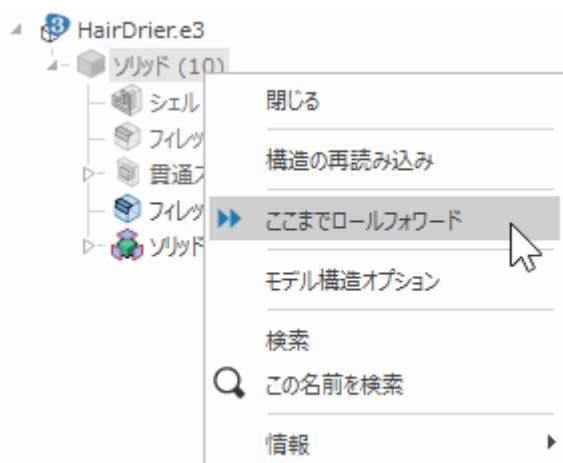 HairDrier.e3
ソリッド (10)
シェル
フィレッ
貫通ス
フィレッ
ソリッド
閉じる
構造の再読み込み
ここまでロールフォワード
モデル構造オプション
検索
この名前を検索
情報